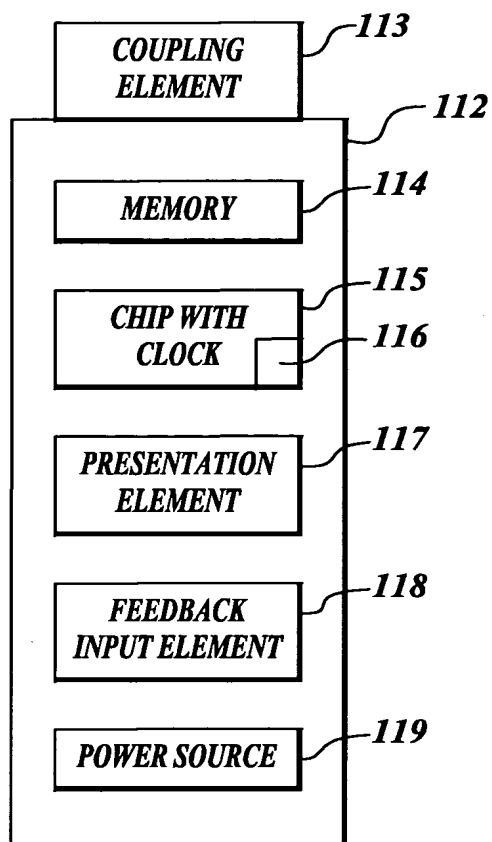 COUPLING
ELEMENT
113
112
MEMORY
114
CHIP WITH
CLOCK
115
116
PRESENTATION
ELEMENT
117
FEEDBACK
INPUT ELEMENT
118
POWER SOURCE
119